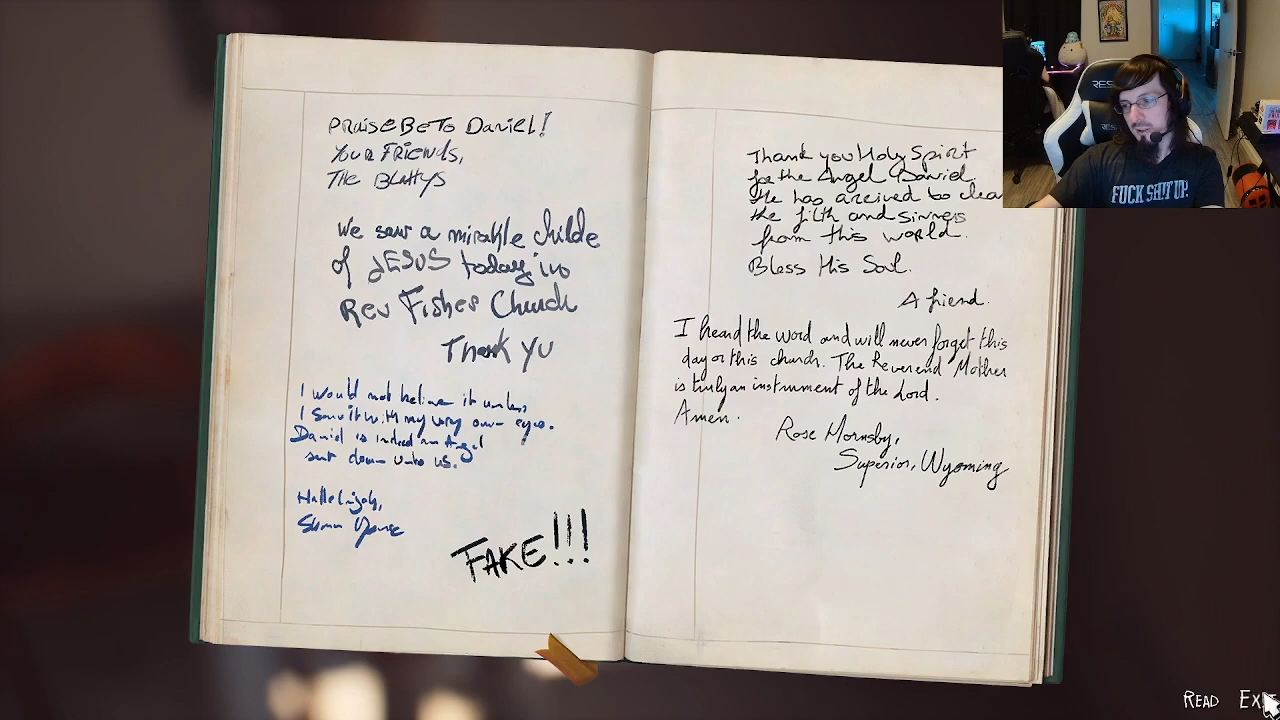 Praise Be To Daniel!
Your Friends,
The Blattys
We saw a mirakle childe
of JESUS today in
Rev Fisher Church
Thank YU
I would not believe it unless
I saw it with my very own eyes.
Daniel is indeed an Angel
sent down unto us.
Hallelujah,
FAKE!!!
Thank you Holy Spirit
for the Angel Daniel.
He has arrived to
the filth and sinners
from this world.
Bless His Soul.
A friend.
I heard the word and will never forget this
day or this church. The Reverend Mother
is truly an instrument of the Lord.
Amen.
Rose Mornsby,
Superior, Wyoming
FUCK SHIT UP.
READ